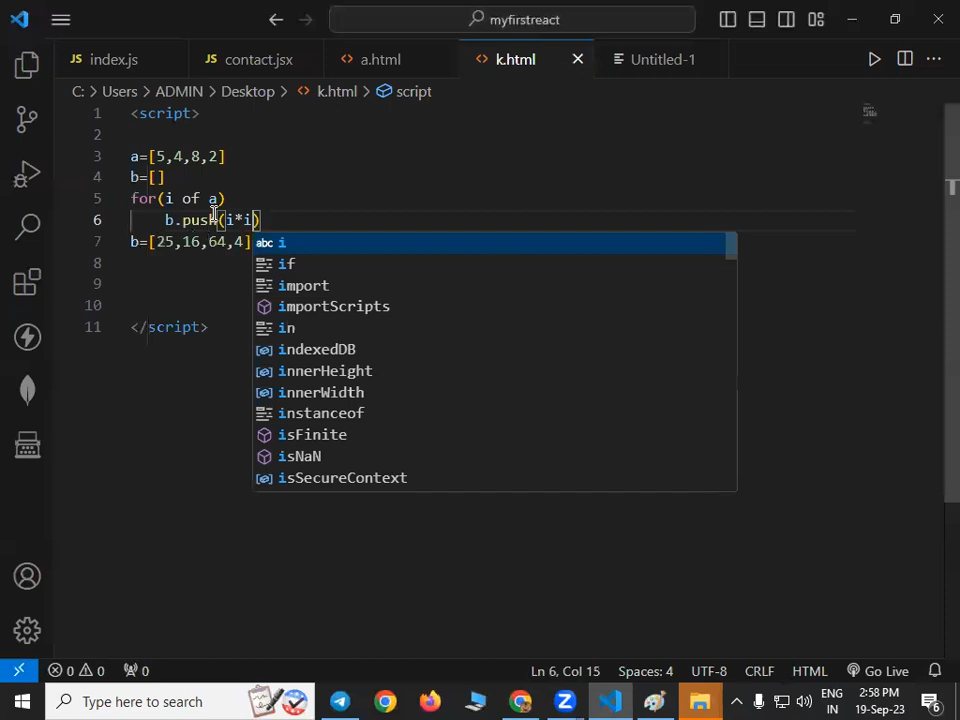 myfirstreact
JS index.js
JS contact.jsx
<> a.html
<> k.html
Untitled-1
C: > Users > ADMIN > Desktop > <> k.html > script
1 <script>
2
3 a=[5,4,8,2]
4 b=[]
5 for(i of a)
6 b.push(i*i)
7 b=[25,16,64,4]
8
9
10
11 </script>
abc i
if
import
importScripts
in
indexedDB
innerHeight
innerWidth
instanceof
isFinite
isNaN
isSecureContext
0 0 0
Ln 6, Col 15
Spaces: 4
UTF-8
CRLF
HTML
Go Live
Type here to search
ENG
IN
2:58 PM
19-Sep-23
6